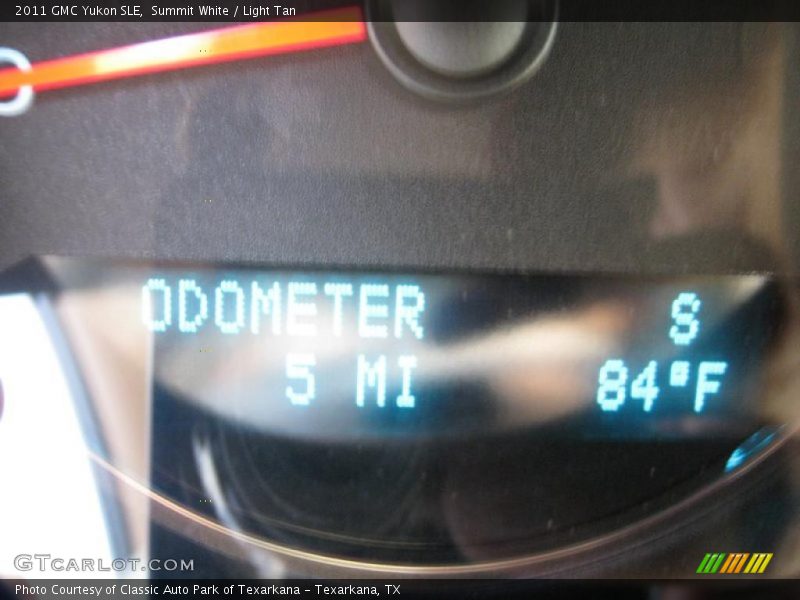 2011 GMC Yukon SLE, Summit White / Light Tan
0
ODOMETER S
5 MI 84°F
GTCARLOT.COM
Photo Courtesy of Classic Auto Park of Texarkana - Texarkana, TX